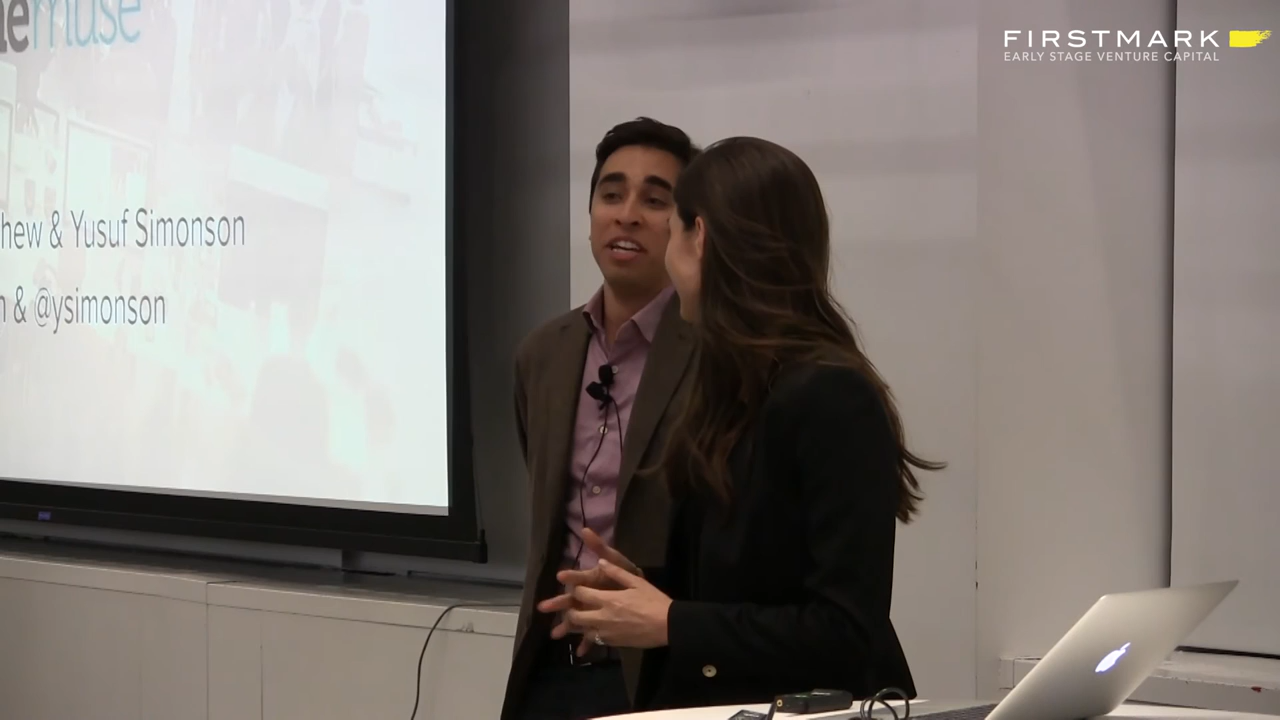 emuse
FIRSTMARK
EARLY STAGE VENTURE CAPITAL
hew & Yusuf Simonson
n & @ysimonson